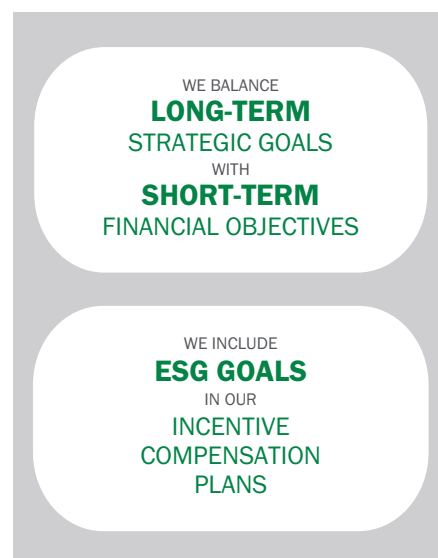 WE BALANCE
LONG-TERM
STRATEGIC GOALS
WITH
SHORT-TERM
FINANCIAL OBJECTIVES
WE INCLUDE
ESG GOALS
IN OUR
INCENTIVE
COMPENSATION
PLANS